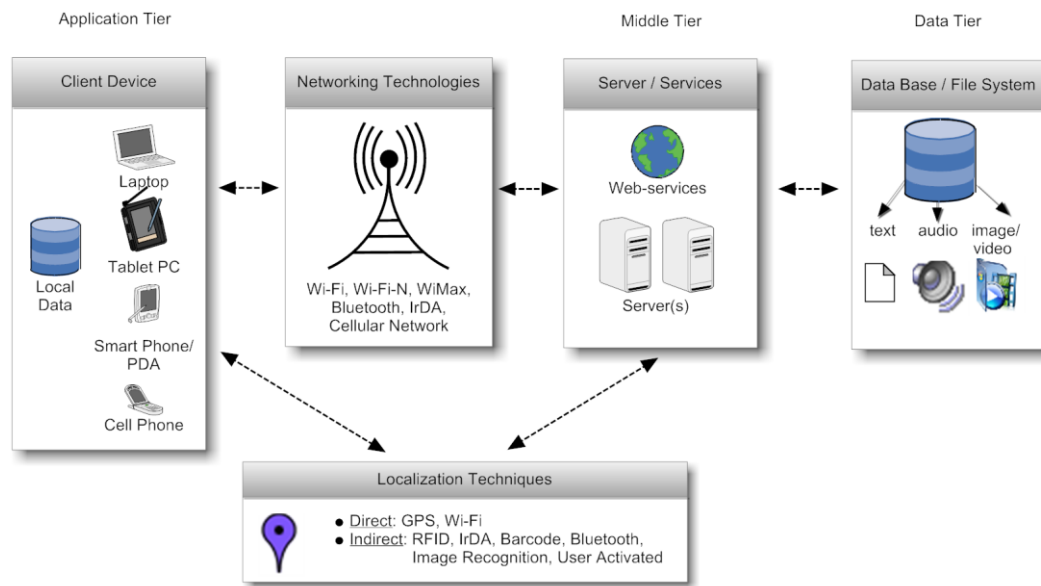 Application Tier
Middle Tier
Data Tier
Client Device
Laptop
Tablet PC
Local
Data
Smart Phone/
PDA
Cell Phone
Networking Technologies
Wi-Fi, Wi-Fi-N, WiMax,
Bluetooth, IrDA,
Cellular Network
Server / Services
Web-services
Server(s)
Data Base / File System
text
audio
image/
video
Localization Techniques
● Direct: GPS, Wi-Fi
● Indirect: RFID, IrDA, Barcode, Bluetooth,
Image Recognition, User Activated